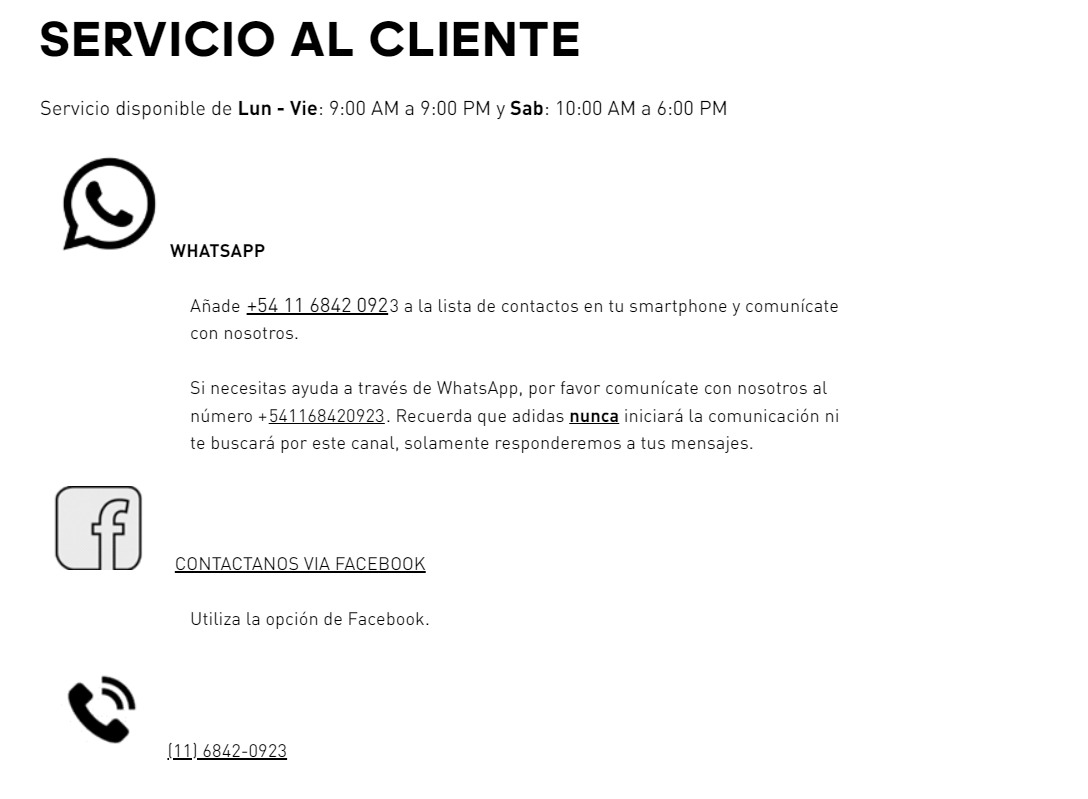 SERVICIO AL CLIENTE
Servicio disponible de Lun - Vie: 9:00 AM a 9:00 PM y Sab: 10:00 AM a 6:00 PM
WHATSAPP
Añade +54 11 6842 0923 a la lista de contactos en tu smartphone y comunícate
con nosotros.
Si necesitas ayuda a través de WhatsApp, por favor comunícate con nosotros al
número +541168420923. Recuerda que adidas nunca iniciará la comunicación ni
te buscará por este canal, solamente responderemos a tus mensajes.
CONTACTANOS VIA FACEBOOK
Utiliza la opción de Facebook.
(11) 6842-0923